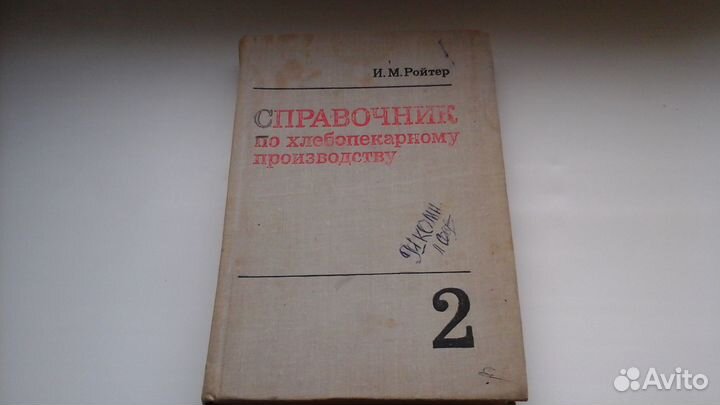 И. М. Ройтер
СПРАВОЧНИК
по хлебопекарному
производству
2
Avito